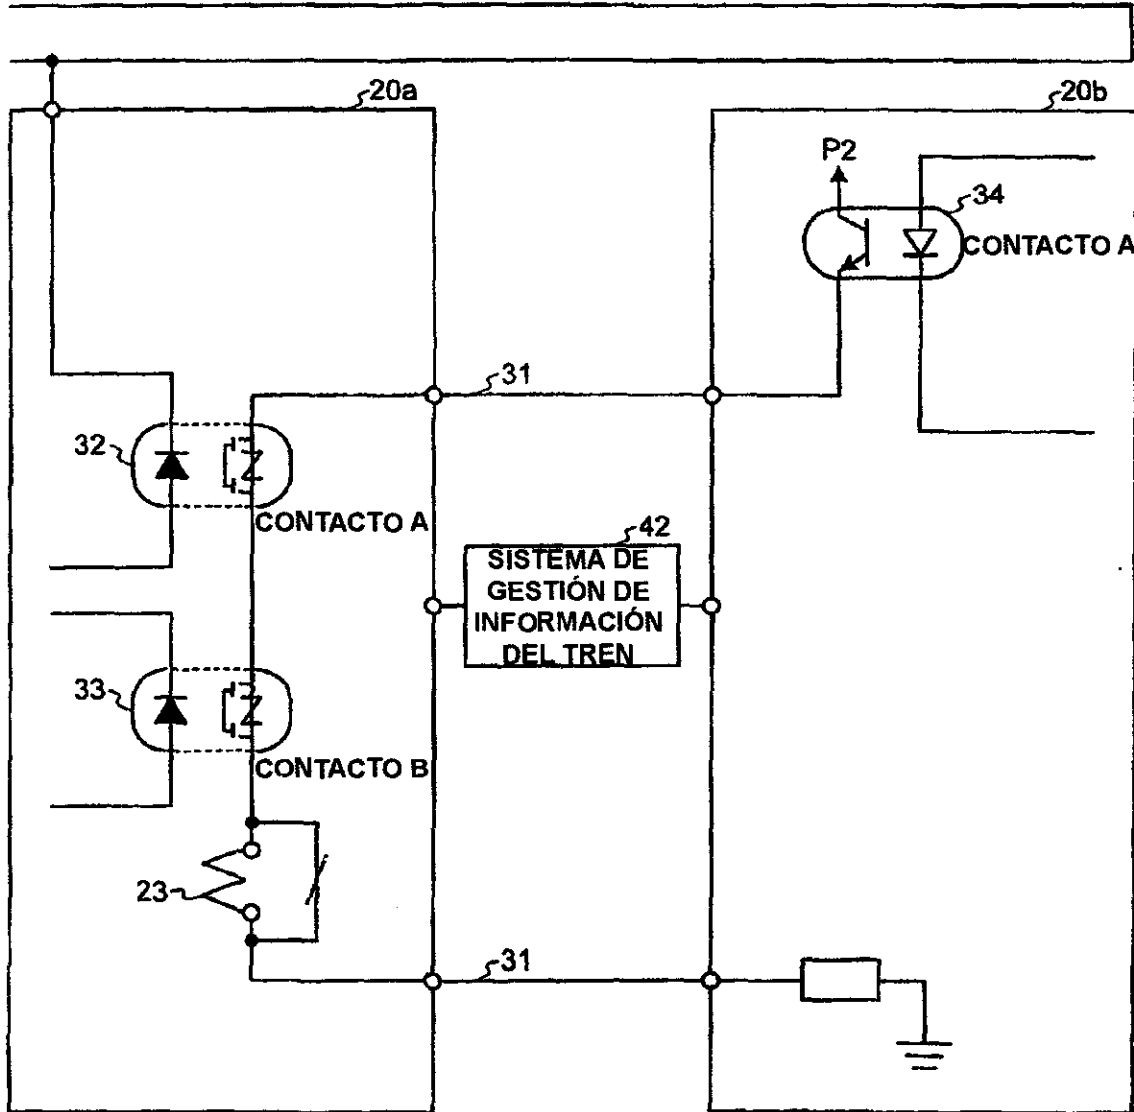 20a
20b
P2
34
CONTACTO A
31
32
CONTACTO A
42
SISTEMA DE
GESTIÓN DE
INFORMACIÓN
DEL TREN
33
CONTACTO B
23
31